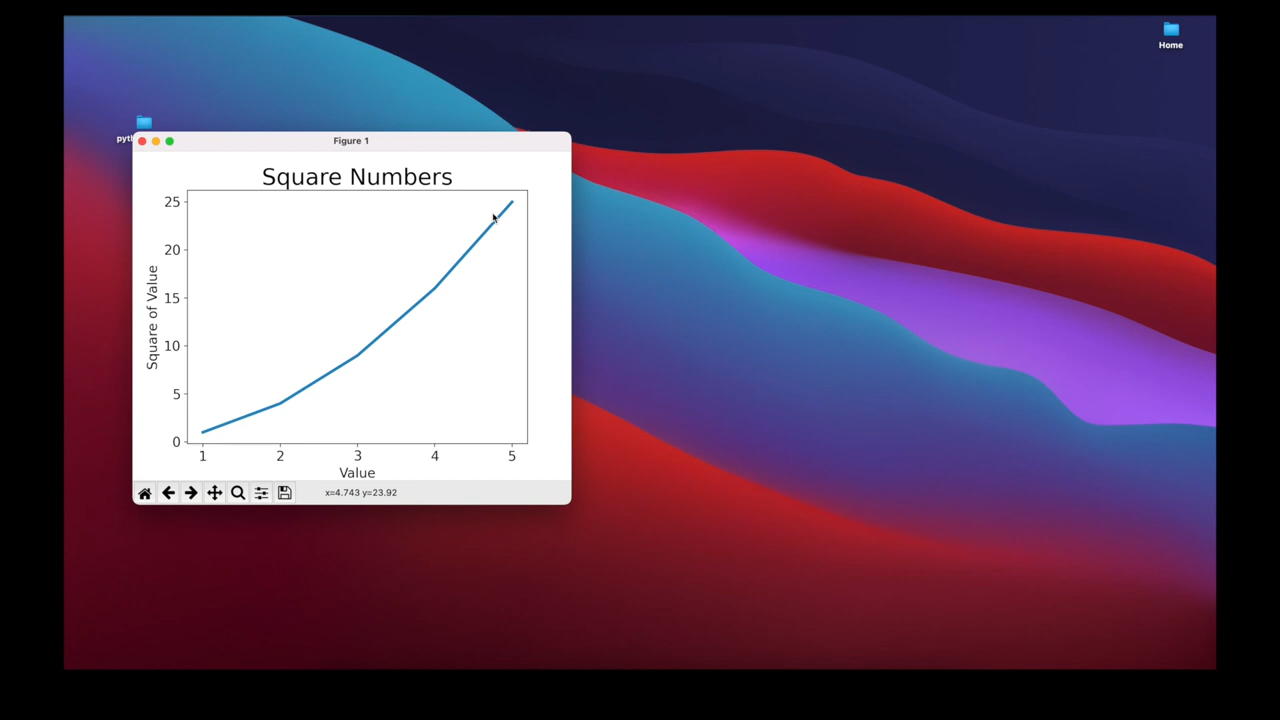 Home
pyt
Figure 1
Square Numbers
25
20
15
10
5
0
Square of Value
1 2 3 4 5
Value
x=4.743 y=23.92